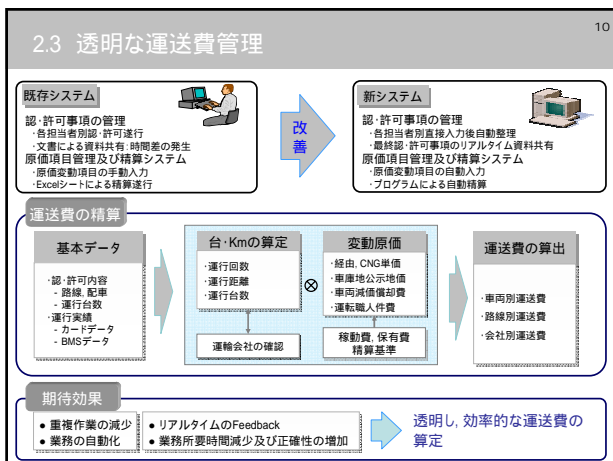 10
2.3 透明な運送費管理
既存システム
認·許可事項の管理
·各担当者別認·許可遂行
·文書による資料共有:時間差の発生
原価項目管理及び精算システム
·原価変動項目の手動入力
·Excelシートによる精算遂行
改
善
新システム
認·許可事項の管理
·各担当者別直接入力後自動整理
·最終認·許可事項のリアルタイム資料共有
原価項目管理及び精算システム
·原価変動項目の自動入力
·プログラムによる自動精算
運送費の精算
基本データ
·認·許可内容
- 路線, 配車
- 運行台数
·運行実績
- カードデータ
- BMSデータ
台·Kmの算定
·運行回数
·運行距離
·運行台数
運輸会社の確認
⊗
変動原価
·経由, CNG単価
·車庫地公示地価
·車両減価償却費
·運転職人件費
稼動費, 保有費
精算基準
運送費の算出
·車両別運送費
·路線別運送費
·会社別運送費
期待効果
● 重複作業の減少
● 業務の自動化
● リアルタイムのFeedback
● 業務所要時間減少及び正確性の増加
透明し, 効率的な運送費の
算定